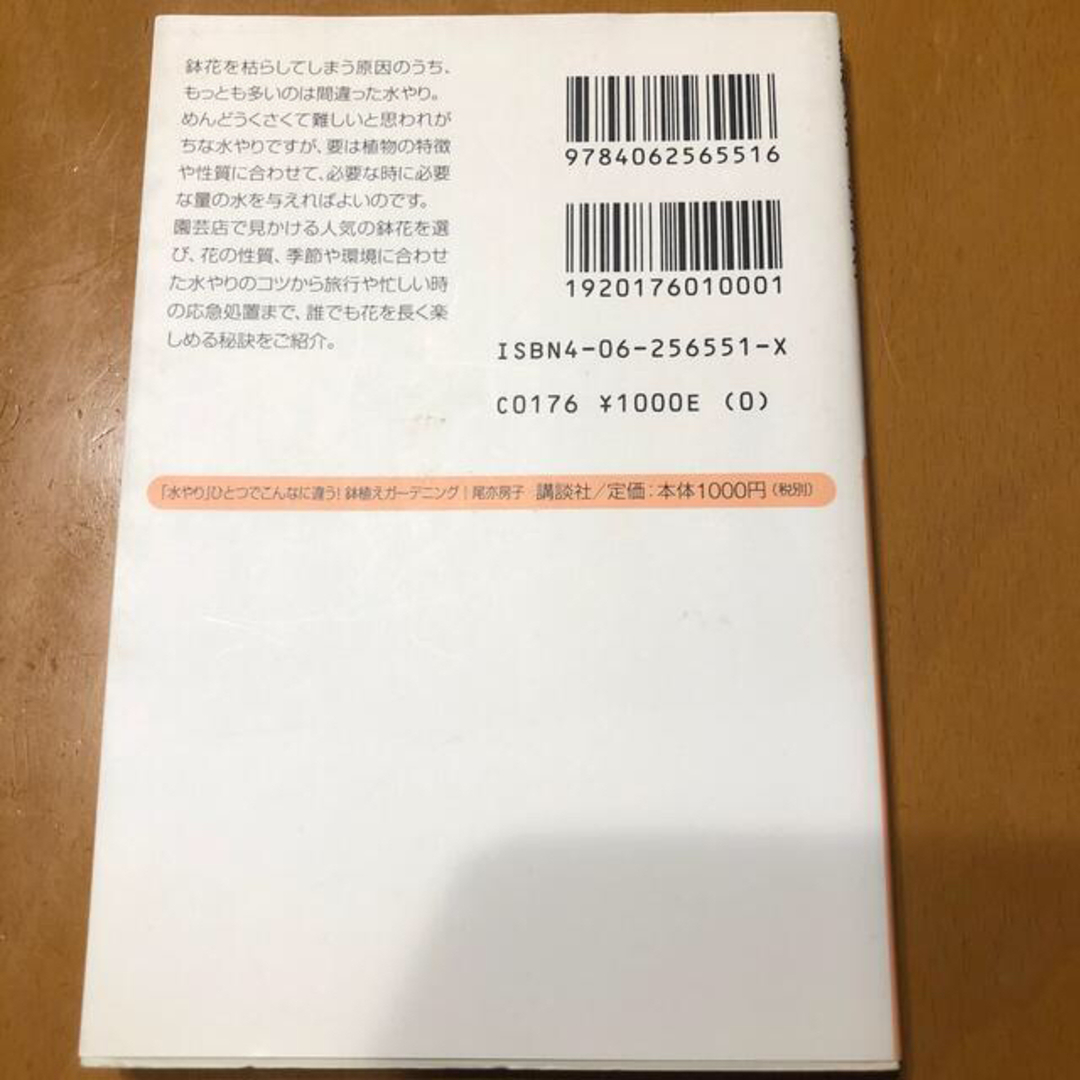 鉢花を枯らしてしまう原因のうち、
もっとも多いのは間違った水やり。
めんどうくさくて難しいと思われが
ちな水やりですが、要は植物の特徴
や性質に合わせて、必要な時に必要
な量の水を与えればよいのです。
園芸店で見かける人気の鉢花を選
び、花の性質、季節や環境に合わせ
た水やりのコツから旅行や忙しい時
の応急処置まで、誰でも花を長く楽
しめる秘訣をご紹介。
9784062565516
1920176010001
ISBN4-06-256551-X
C0176 ¥1000E (0)
「水やり」ひとつでこんなに違う! 鉢植えガーデニング | 尾亦房子 講談社/定価:本体1000円(税別)